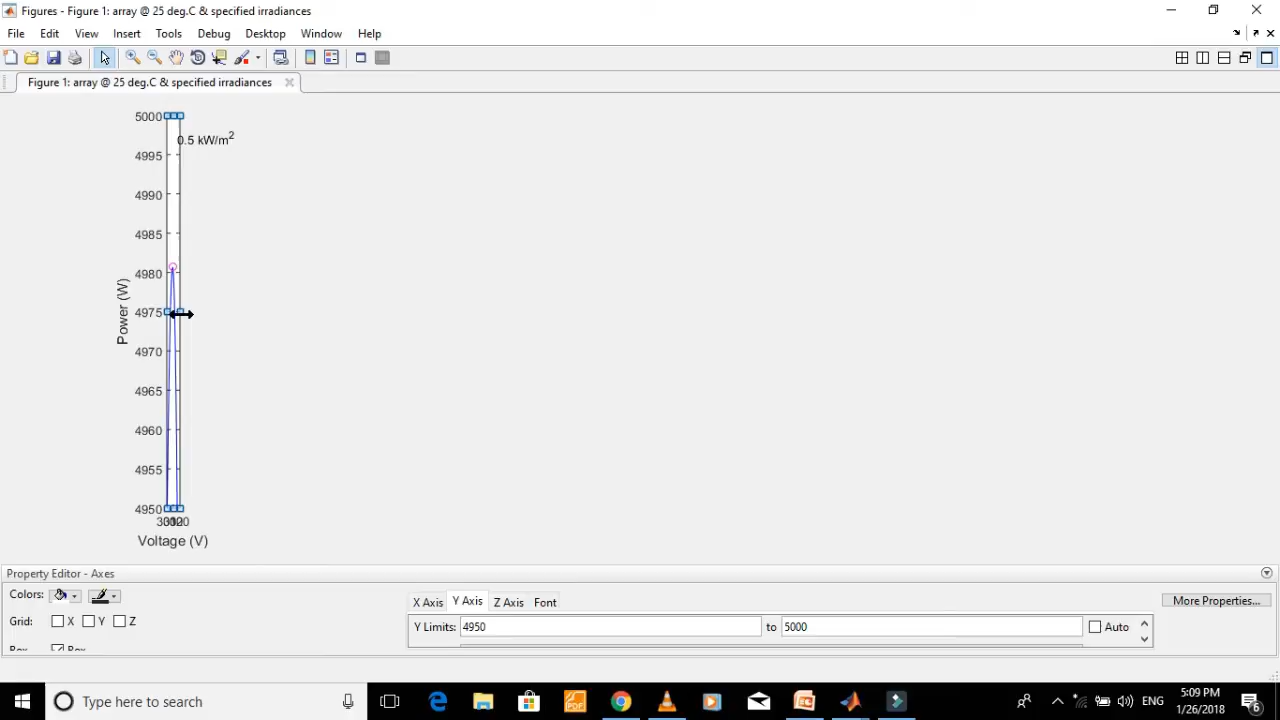 Figures - Figure 1: array @ 25 deg.C & specified irradiances
File Edit View Insert Tools Debug Desktop Window Help
Figure 1: array @ 25 deg.C & specified irradiances
5000
0.5 kW/m²
4995
4990
4985
4980
4975
4970
4965
4960
4955
4950
Power (W)
Voltage (V)
Property Editor - Axes
Colors:
X Axis Y Axis Z Axis Font
More Properties...
Grid: X Y Z
Y Limits: 4950 to 5000 Auto
Box: Box
Type here to search
ENG
5:09 PM
1/26/2018
6